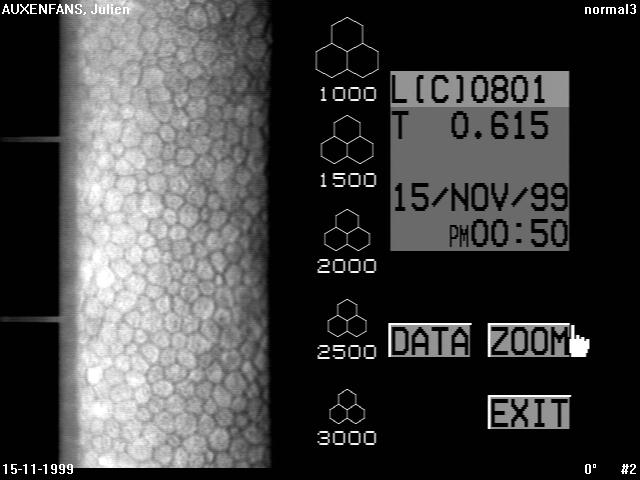 AUXENFANS, Julien
normal3
1000
1500
2000
2500
3000
L[C]0801
T 0.615
15/NOV/99
PM00:50
DATA ZOOM
EXIT
15-11-1999
0° #2